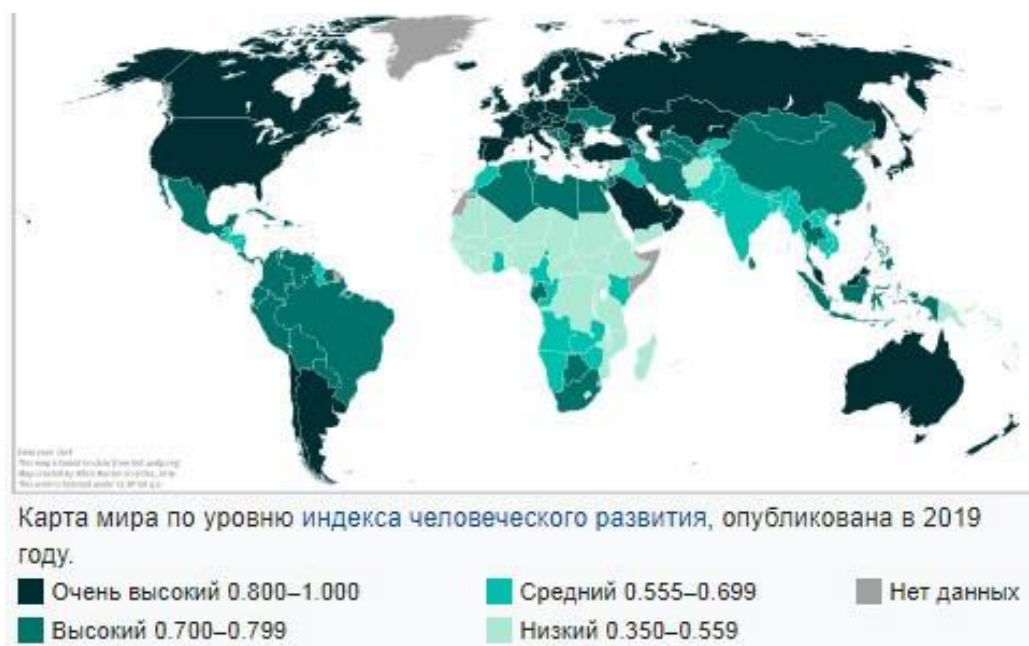 Карта мира по уровню индекса человеческого развития, опубликована в 2019
году.
Очень высокий 0.800–1.000
Средний 0.555–0.699
Нет данных
Высокий 0.700–0.799
Низкий 0.350–0.559